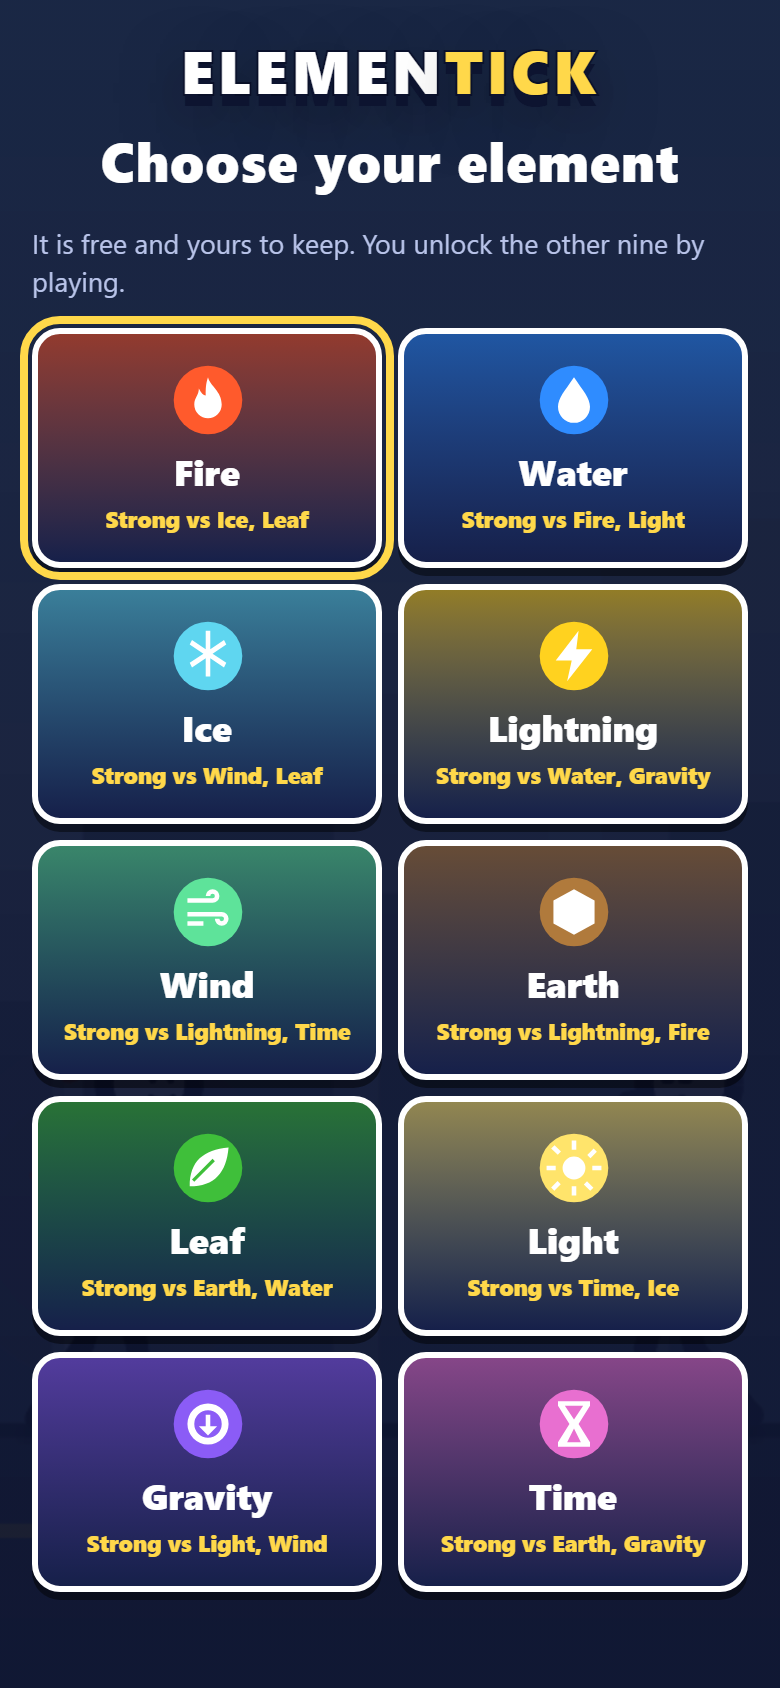 ELEMENTICK
Choose your element
It is free and yours to keep. You unlock the other nine by
playing.
Fire
Strong vs Ice, Leaf
Water
Strong vs Fire, Light
Ice
Strong vs Wind, Leaf
Lightning
Strong vs Water, Gravity
Wind
Strong vs Lightning, Time
Earth
Strong vs Lightning, Fire
Leaf
Strong vs Earth, Water
Light
Strong vs Time, Ice
Gravity
Strong vs Light, Wind
Time
Strong vs Earth, Gravity